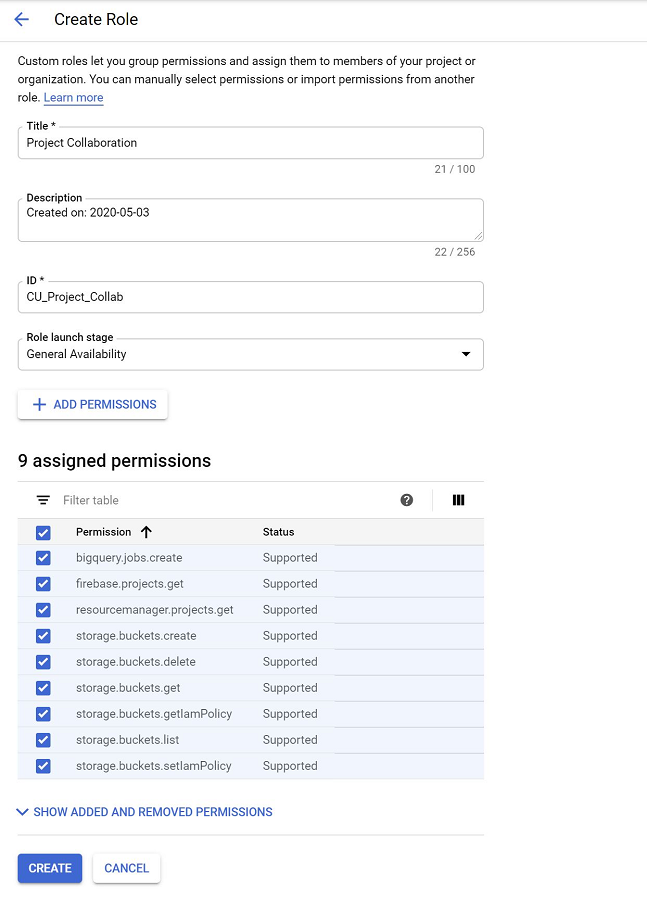 Create Role
Custom roles let you group permissions and assign them to members of your project or
organization. You can manually select permissions or import permissions from another
role. Learn more
Title *
Project Collaboration
21 / 100
Description
Created on: 2020-05-03
22 / 256
ID *
CU_Project_Collab
Role launch stage
General Availability
ADD PERMISSIONS
9 assigned permissions
Filter table
Permission Status
bigquery.jobs.create Supported
firebase.projects.get Supported
resourcemanager.projects.get Supported
storage.buckets.create Supported
storage.buckets.delete Supported
storage.buckets.get Supported
storage.buckets.getIamPolicy Supported
storage.buckets.list Supported
storage.buckets.setIamPolicy Supported
SHOW ADDED AND REMOVED PERMISSIONS
CREATE CANCEL